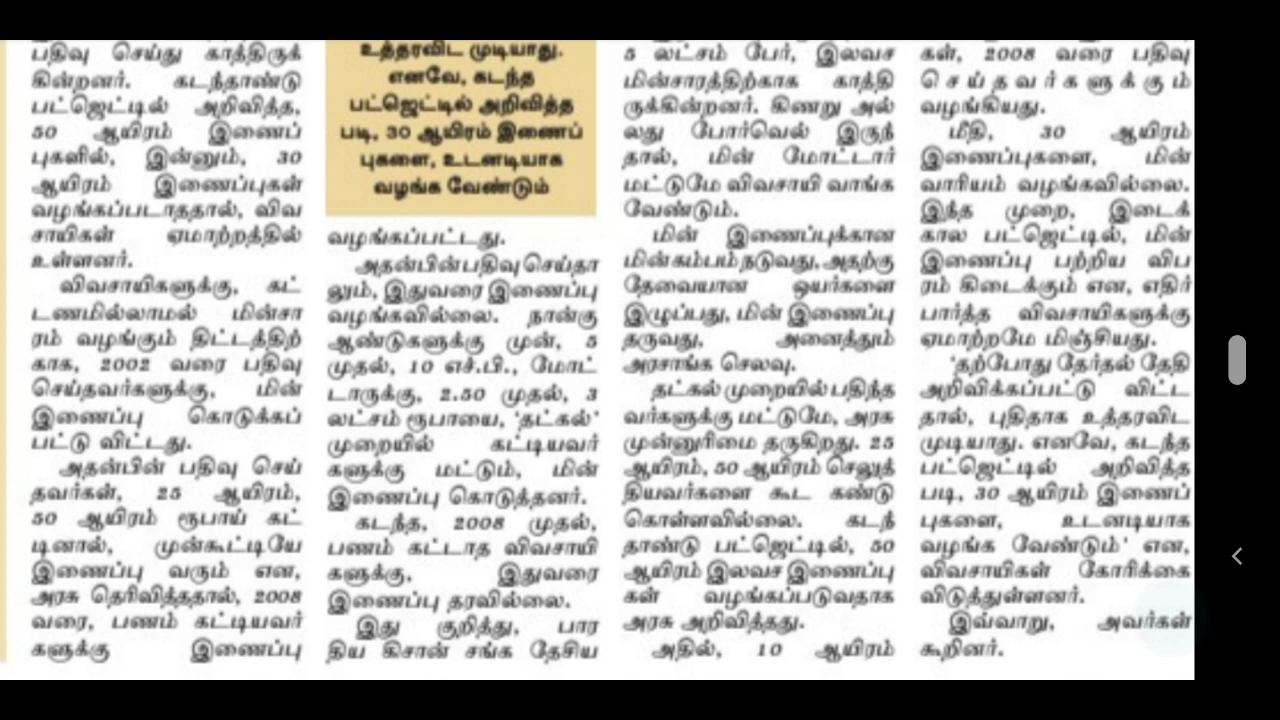 பதிவு செய்து காத்திருக்
கின்றனர். கடந்தாண்டு
பட்ஜெட்டில் அறிவித்த,
50 ஆயிரம் இணைப்
புகளில், இன்னும், 30
ஆயிரம் இணைப்புகள்
வழங்கப்படாததால், விவ
சாயிகள் ஏமாற்றத்தில்
உள்ளனர்.
விவசாயிகளுக்கு, கட்
டணமில்லாமல் மின்சா
ரம் வழங்கும் திட்டத்திற்
காக, 2002 வரை பதிவு
செய்தவர்களுக்கு, மின்
இணைப்பு கொடுக்கப்
பட்டு விட்டது.
அதன்பின் பதிவு செய்
தவர்கள், 25 ஆயிரம்,
50 ஆயிரம் ரூபாய் கட்
டினால், முன்கூட்டியே
இணைப்பு வரும் என,
அரசு தெரிவித்ததால், 2008
வரை, பணம் கட்டியவர்
களுக்கு இணைப்பு
உத்தரவிட முடியாது.
எனவே, கடந்த
பட்ஜெட்டில் அறிவித்த
படி, 30 ஆயிரம் இணைப்
புகளை, உடனடியாக
வழங்க வேண்டும்
வழங்கப்பட்டது.
அதன்பின் பதிவு செய்தா
லும், இதுவரை இணைப்பு
வழங்கவில்லை. நான்கு
ஆண்டுகளுக்கு முன், 5
முதல், 10 எச்.பி., மோட்
டாருக்கு, 2.50 முதல், 3
லட்சம் ரூபாயை, 'தட்கல்'
முறையில் கட்டியவர்
களுக்கு மட்டும், மின்
இணைப்பு கொடுத்தனர்.
கடந்த, 2008 முதல்,
பணம் கட்டாத விவசாயி
களுக்கு, இதுவரை
இணைப்பு தரவில்லை.
இது குறித்து, பார
திய கிசான் சங்க தேசிய
5 லட்சம் பேர், இலவச
மின்சாரத்திற்காக காத்தி
ருக்கின்றனர். கிணறு அல்
லது போர்வெல் இருந்
தால், மின் மோட்டார்
மட்டுமே விவசாயி வாங்க
வேண்டும்.
மின் இணைப்புக்கான
மின்கம்பம் நடுவது, அதற்கு
தேவையான ஒயர்களை
இழுப்பது, மின் இணைப்பு
தருவது, அனைத்தும்
அரசாங்க செலவு.
தட்கல் முறையில் பதிந்த
வர்களுக்கு மட்டுமே, அரசு
முன்னுரிமை தருகிறது. 25
ஆயிரம், 50 ஆயிரம் செலுத்
தியவர்களை கூட கண்டு
கொள்ளவில்லை. கடந்
தாண்டு பட்ஜெட்டில், 50
ஆயிரம் இலவச இணைப்பு
கள் வழங்கப்படுவதாக
அரசு அறிவித்தது.
அதில், 10 ஆயிரம்
கள், 2008 வரை பதிவு
செய்தவர்களுக்கும்
வழங்கியது.
மீதி, 30 ஆயிரம்
இணைப்புகளை, மின்
வாரியம் வழங்கவில்லை.
இந்த முறை, இடைக்
கால பட்ஜெட்டில், மின்
இணைப்பு பற்றிய விப
ரம் கிடைக்கும் என, எதிர்
பார்த்த விவசாயிகளுக்கு
ஏமாற்றமே மிஞ்சியது.
'தற்போது தேர்தல் தேதி
அறிவிக்கப்பட்டு விட்ட
தால், புதிதாக உத்தரவிட
முடியாது. எனவே, கடந்த
பட்ஜெட்டில் அறிவித்த
படி, 30 ஆயிரம் இணைப்
புகளை, உடனடியாக
வழங்க வேண்டும்' என,
விவசாயிகள் கோரிக்கை
விடுத்துள்ளனர்.
இவ்வாறு, அவர்கள்
கூறினர்.